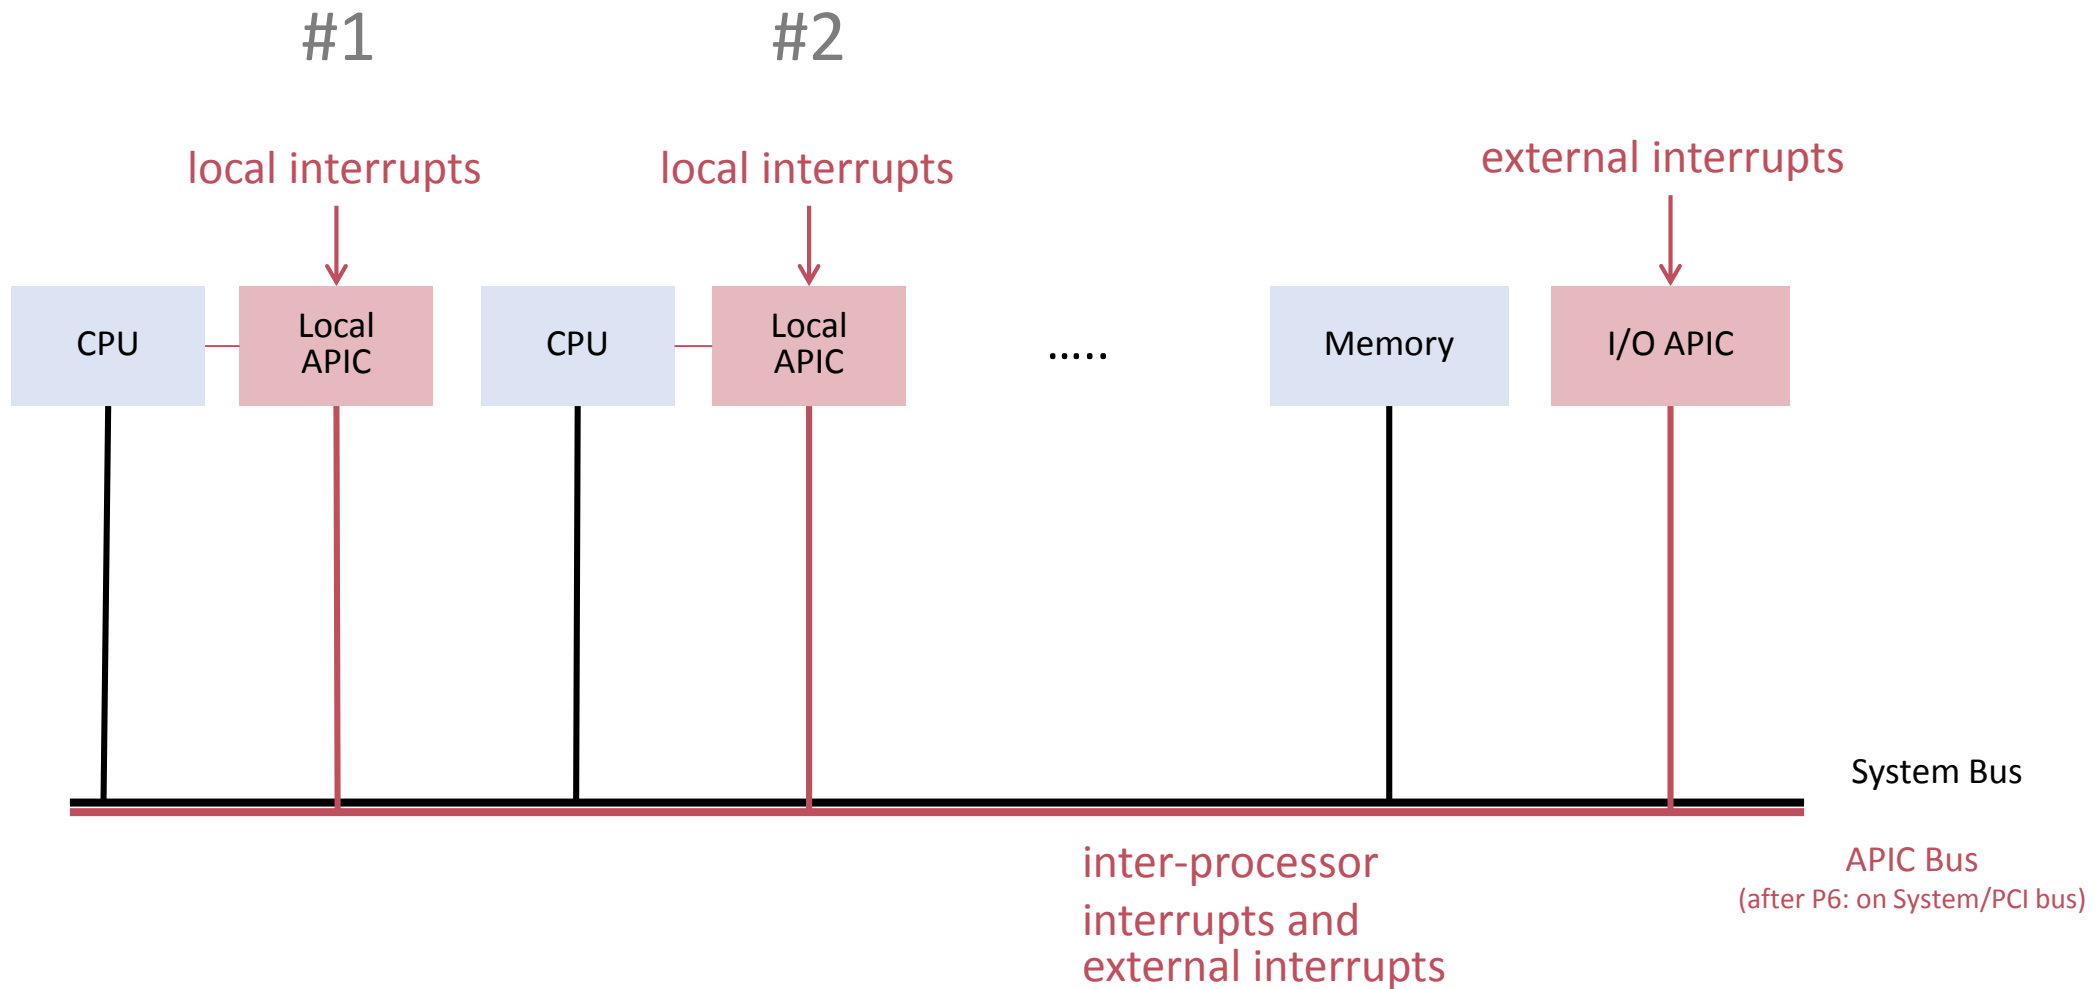 #1
#2
local interrupts
local interrupts
external interrupts
CPU
Local
APIC
CPU
Local
APIC
.....
Memory
I/O APIC
System Bus
inter-processor
interrupts and
external interrupts
APIC Bus
(after P6: on System/PCI bus)